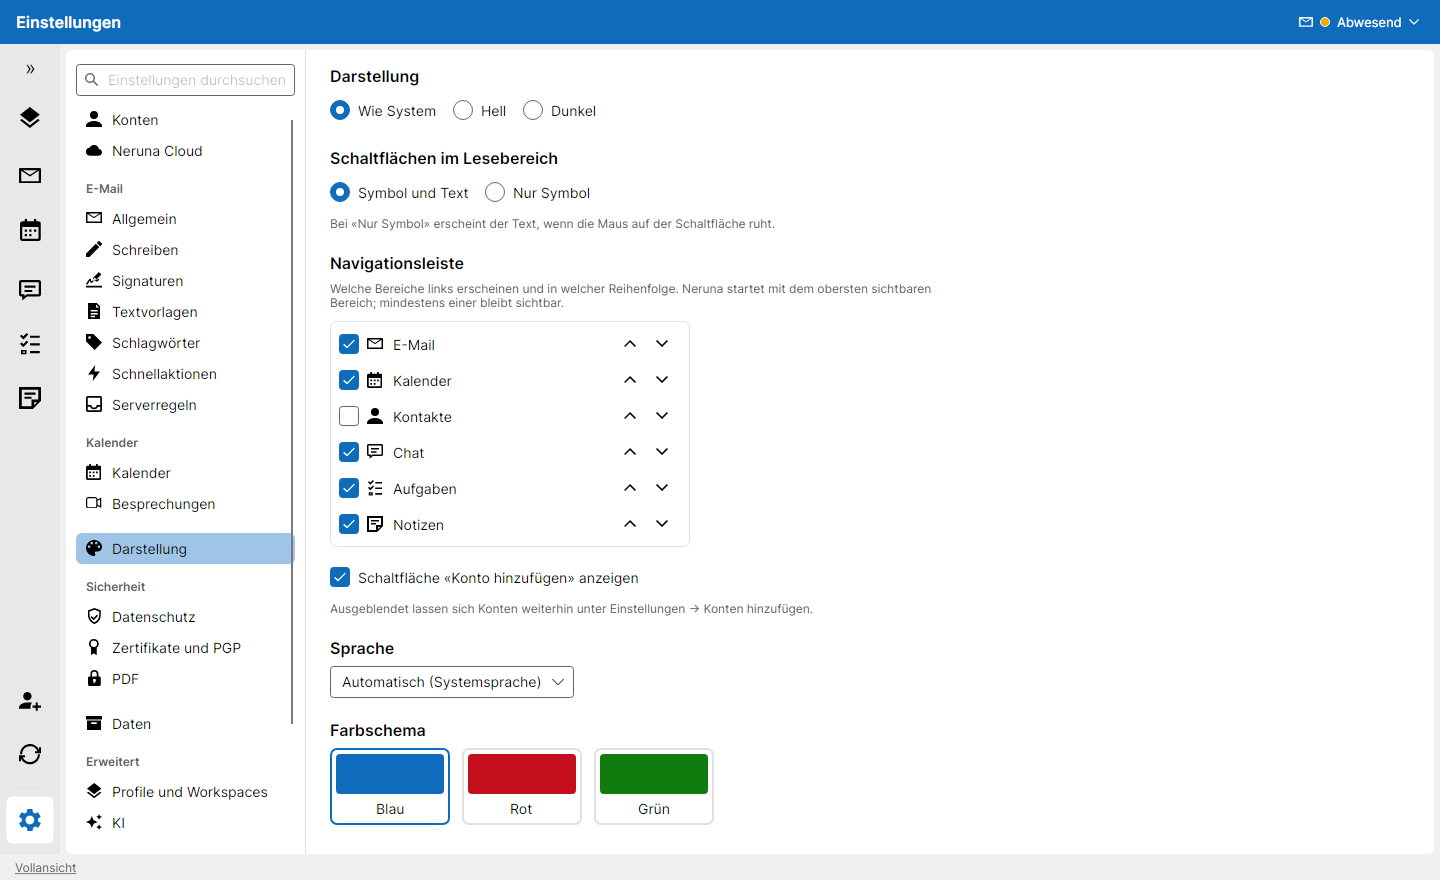 Einstellungen
Abwesend
Einstellungen durchsuchen
Konten
Neruna Cloud
E-Mail
Allgemein
Schreiben
Signaturen
Textvorlagen
Schlagwörter
Schnellaktionen
Serverregeln
Kalender
Kalender
Besprechungen
Darstellung
Sicherheit
Datenschutz
Zertifikate und PGP
PDF
Daten
Erweitert
Profile und Workspaces
KI
Vollansicht
Darstellung
Wie System Hell Dunkel
Schaltflächen im Lesebereich
Symbol und Text Nur Symbol
Bei «Nur Symbol» erscheint der Text, wenn die Maus auf der Schaltfläche ruht.
Navigationsleiste
Welche Bereiche links erscheinen und in welcher Reihenfolge. Neruna startet mit dem obersten sichtbaren
Bereich; mindestens einer bleibt sichtbar.
E-Mail
Kalender
Kontakte
Chat
Aufgaben
Notizen
Schaltfläche «Konto hinzufügen» anzeigen
Ausgeblendet lassen sich Konten weiterhin unter Einstellungen → Konten hinzufügen.
Sprache
Automatisch (Systemsprache)
Farbschema
Blau Rot Grün